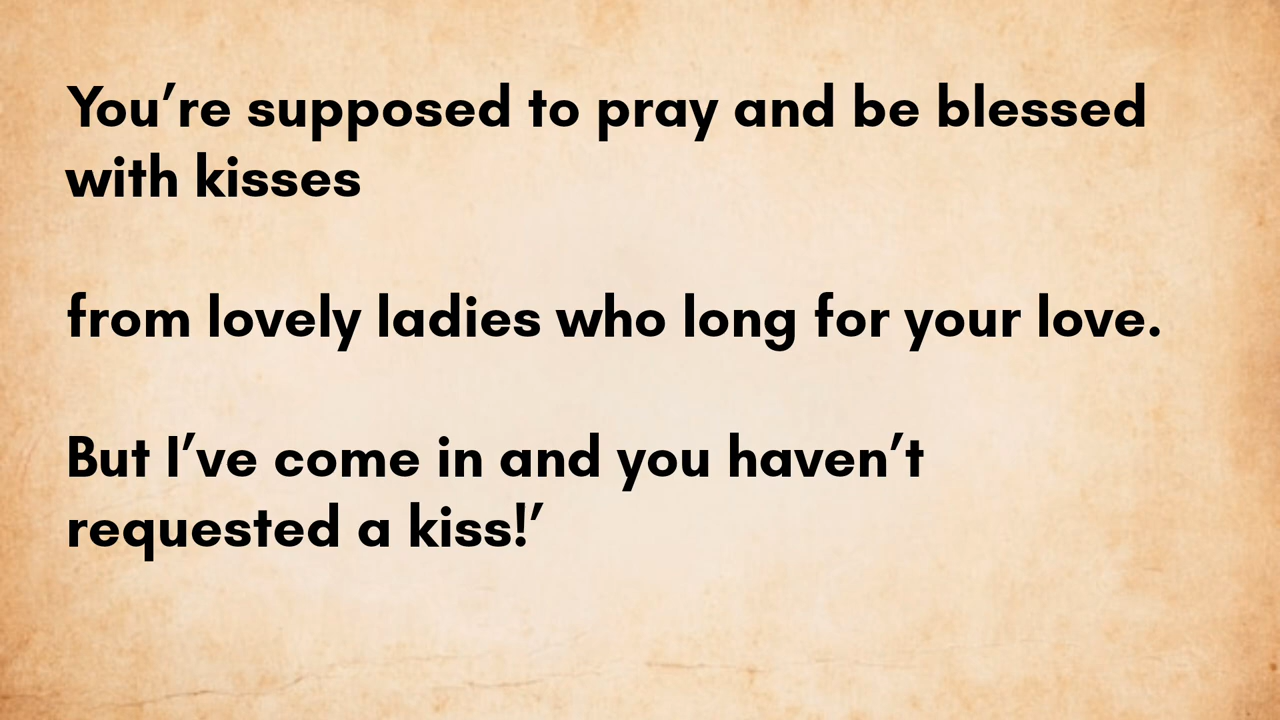 You’re supposed to pray and be blessed
with kisses
from lovely ladies who long for your love.
But I’ve come in and you haven’t
requested a kiss!’